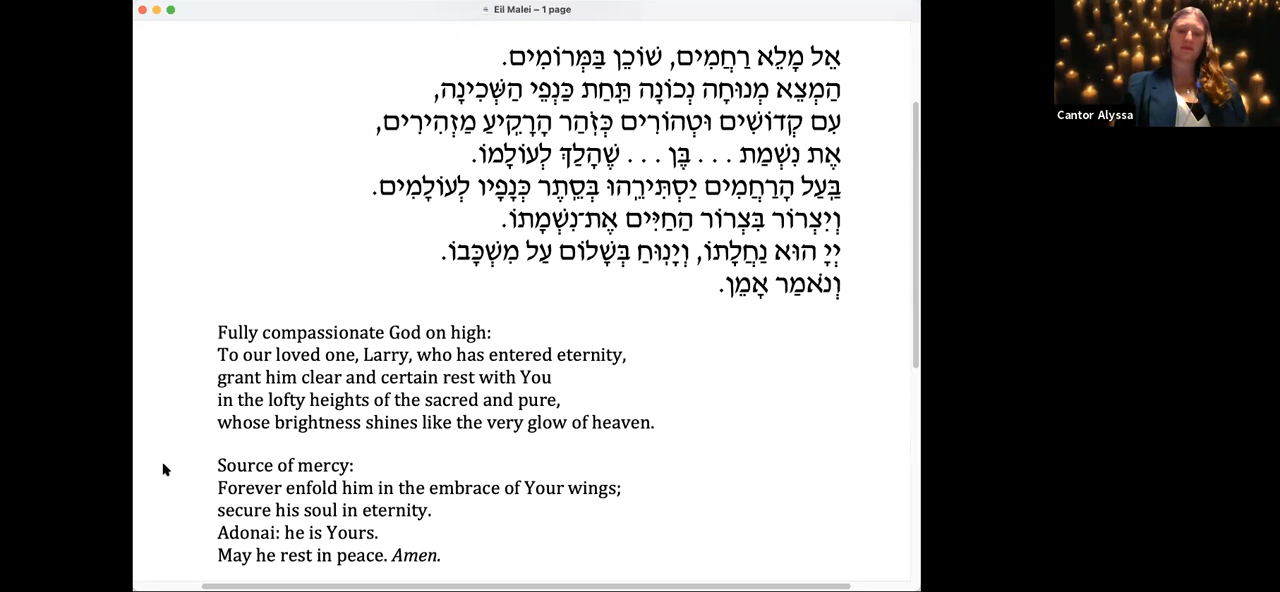 Eil Malei – 1 page
אֵל מָלֵא רַחֲמִים, שׁוֹכֵן בַּמְּרוֹמִים.
הַמְצֵא מְנוּחָה נְכוֹנָה תַּֽחַת כַּנְפֵי הַשְּׁכִינָה,
עִם קְדוֹשִׁים וּטְהוֹרִים כְּזֹֽהַר הָרָקִֽיעַ מַזְהִירִים,
אֶת נִשְׁמַת . . . בֶּן . . . שֶׁהָלַךְ לְעוֹלָמוֹ.
בַּֽעַל הָרַחֲמִים יַסְתִּירֵֽהוּ בְּסֵֽתֶר כְּנָפָיו לְעוֹלָמִים.
וְיִצְרוֹר בִּצְרוֹר הַחַיִּים אֶת־נִשְׁמָתוֹ.
יְיָ הוּא נַחֲלָתוֹ, וְיָנֽוּחַ בְּשָׁלוֹם עַל מִשְׁכָּבוֹ.
וְנֹאמַר אָמֵן.
Fully compassionate God on high:
To our loved one, Larry, who has entered eternity,
grant him clear and certain rest with You
in the lofty heights of the sacred and pure,
whose brightness shines like the very glow of heaven.
Source of mercy:
Forever enfold him in the embrace of Your wings;
secure his soul in eternity.
Adonai: he is Yours.
May he rest in peace. Amen.
Cantor Alyssa